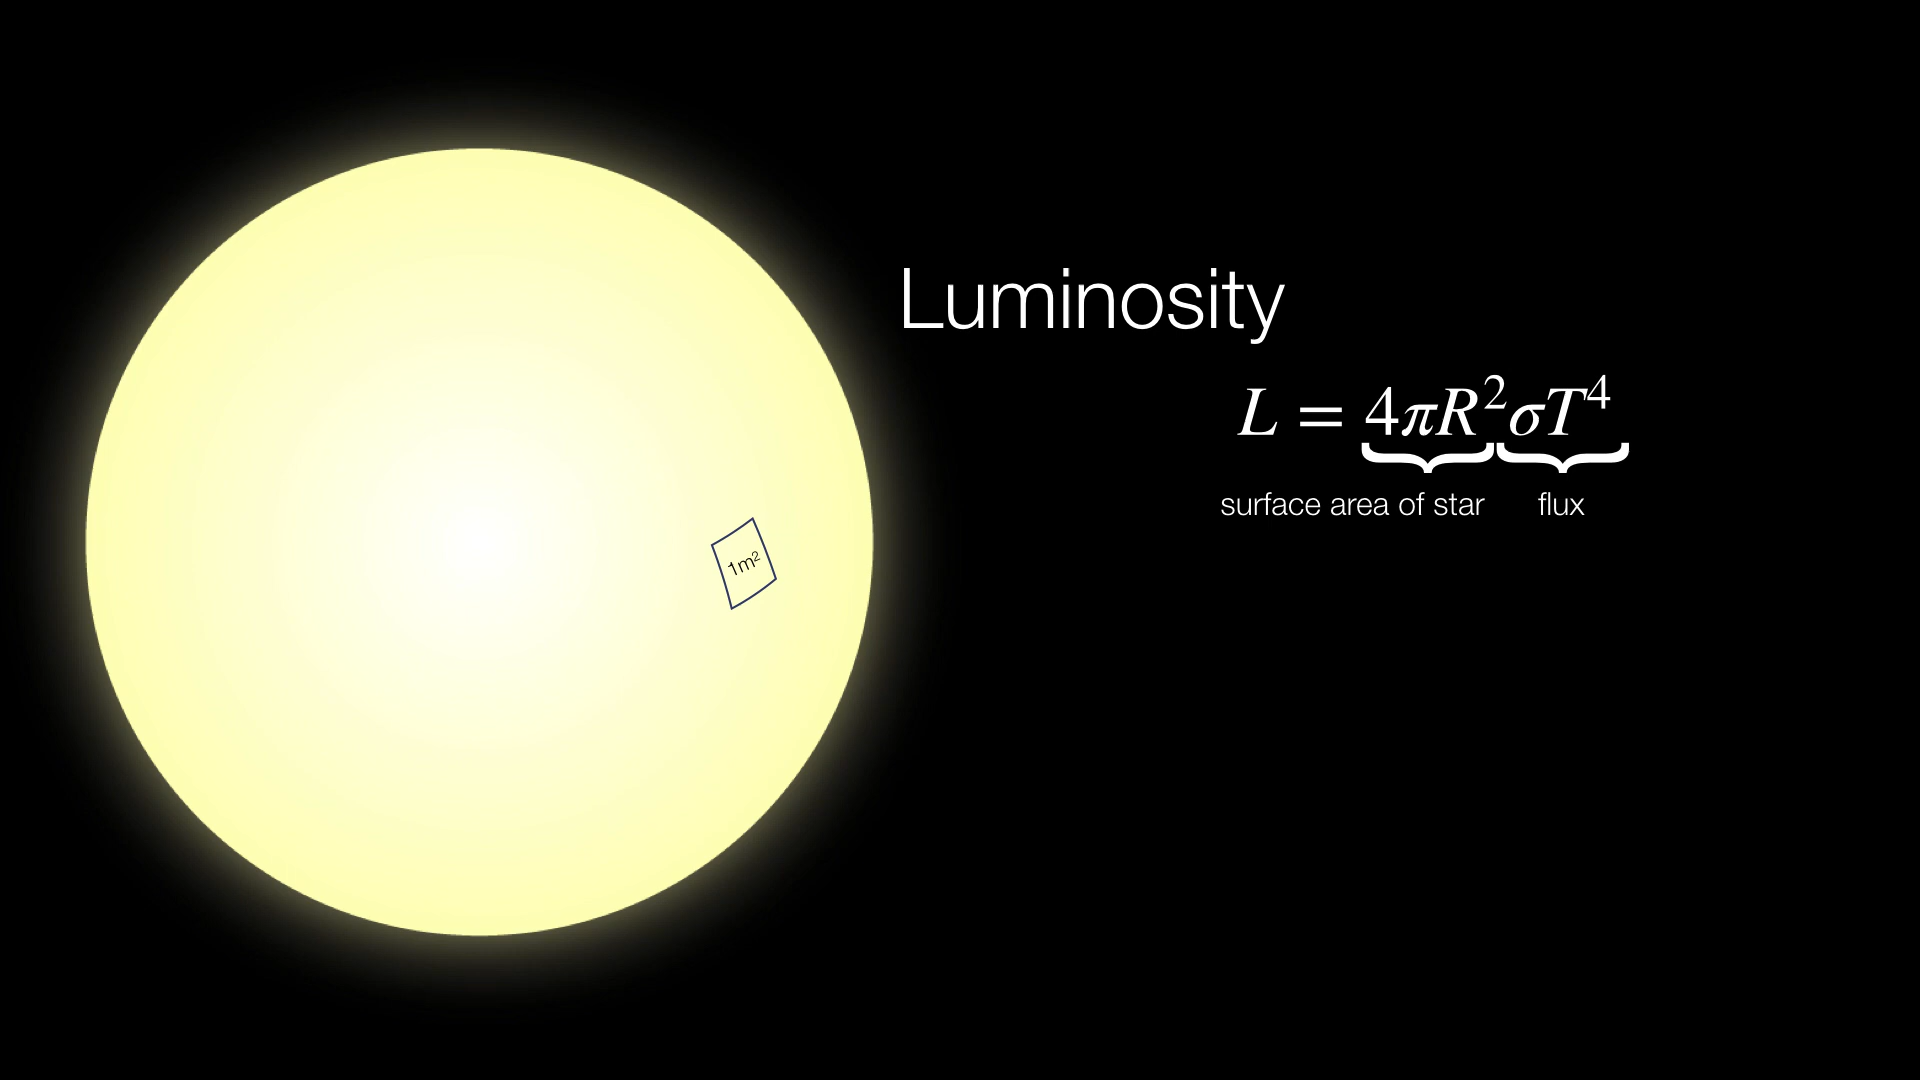 Luminosity
L = 4πR²σT⁴
surface area of star flux
1m²